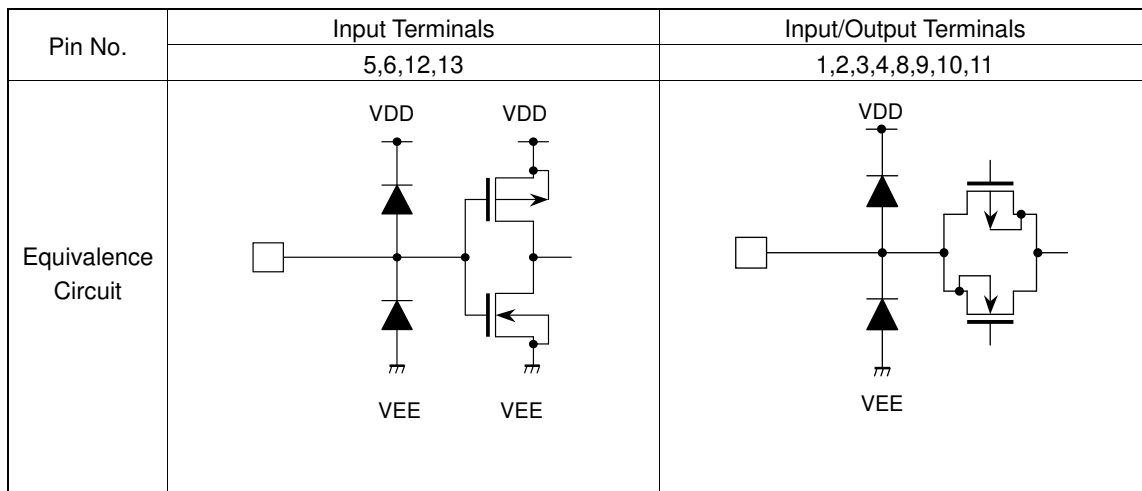 Pin No.
Input Terminals
Input/Output Terminals
5,6,12,13
1,2,3,4,8,9,10,11
Equivalence
Circuit
VDD
VDD
VEE
VEE
VDD
VEE